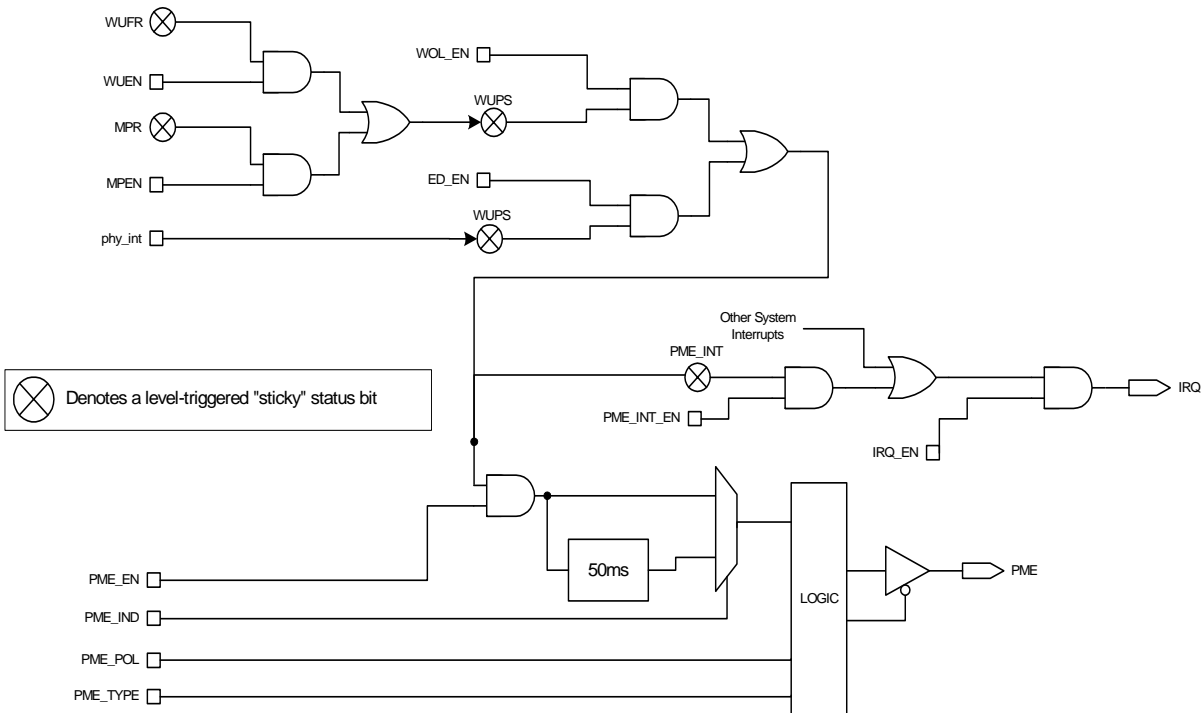 WUFR
WUEN
MPR
MPEN
phy_int
WOL_EN
WUPS
ED_EN
WUPS
Other System
Interrupts
PME_INT
PME_INT_EN
IRQ_EN
IRQ
Denotes a level-triggered "sticky" status bit
50ms
LOGIC
PME
PME_EN
PME_IND
PME_POL
PME_TYPE